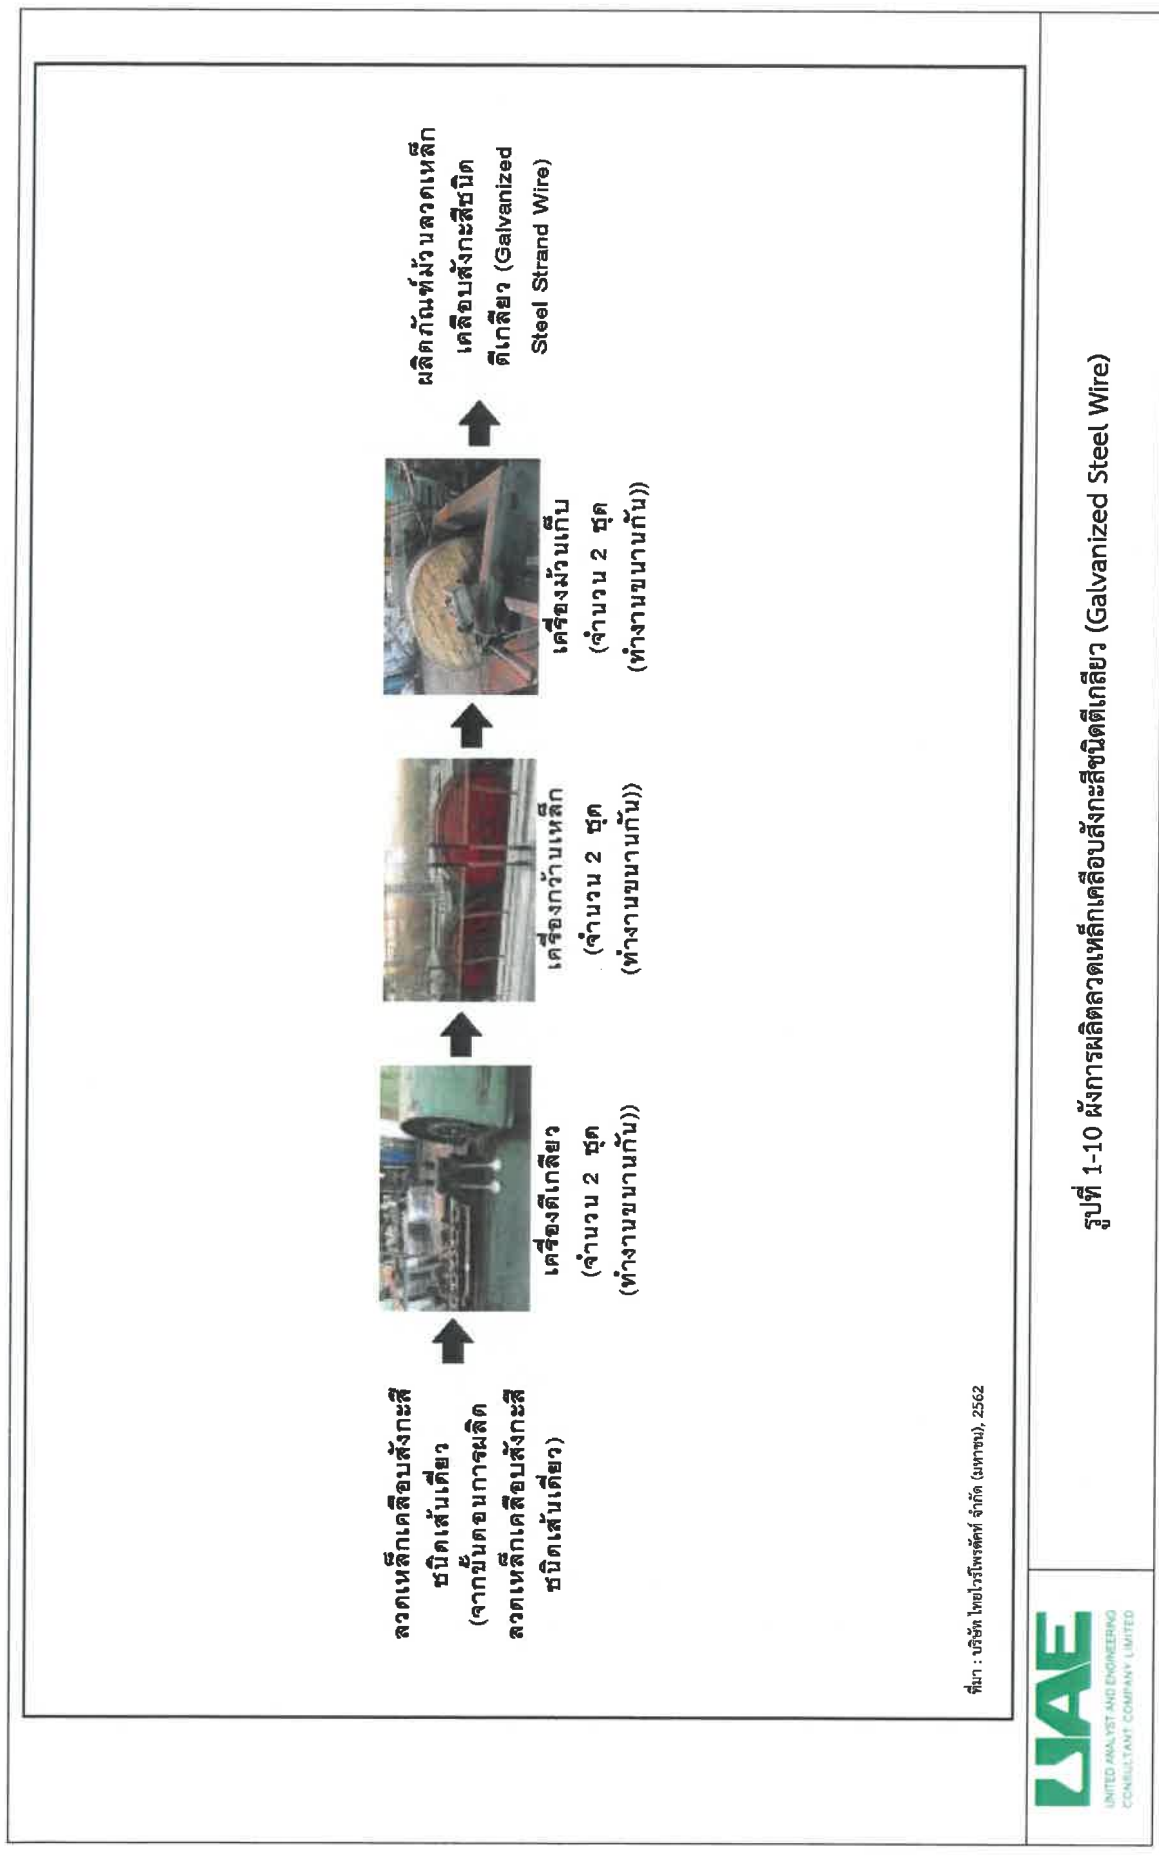 ลวดเหล็กเคลือบสังกะสี
ชนิดเส้นเดียว
(จากขั้นตอนการผลิต
ลวดเหล็กเคลือบสังกะสี
ชนิดเส้นเดียว)
เครื่องตีเกลียว
(จำนวน 2 ชุด
(ทำงานขนานกัน))
เครื่องกว้านเหล็ก
(จำนวน 2 ชุด
(ทำงานขนานกัน))
เครื่องม้วนเก็บ
(จำนวน 2 ชุด
(ทำงานขนานกัน))
ผลิตภัณฑ์ม้วนลวดเหล็ก
เคลือบสังกะสีชนิด
ตีเกลียว (Galvanized
Steel Strand Wire)
ที่มา : บริษัท ไทยไวร์โพรดัคท์ จำกัด (มหาชน), 2562
UAE
UNITED ANALYST AND ENGINEERING
CONSULTANT COMPANY LIMITED
รูปที่ 1-10 ผังการผลิตลวดเหล็กเคลือบสังกะสีชนิดตีเกลียว (Galvanized Steel Wire)